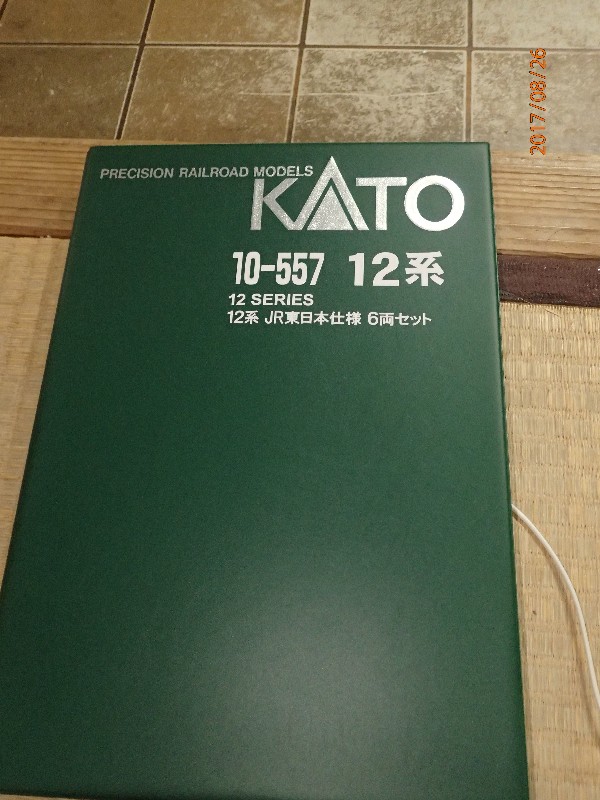 PRECISION RAILROAD MODELS
KATO
10-557 12系
12 SERIES
12系 JR東日本仕様 6両セット
2017/08/26